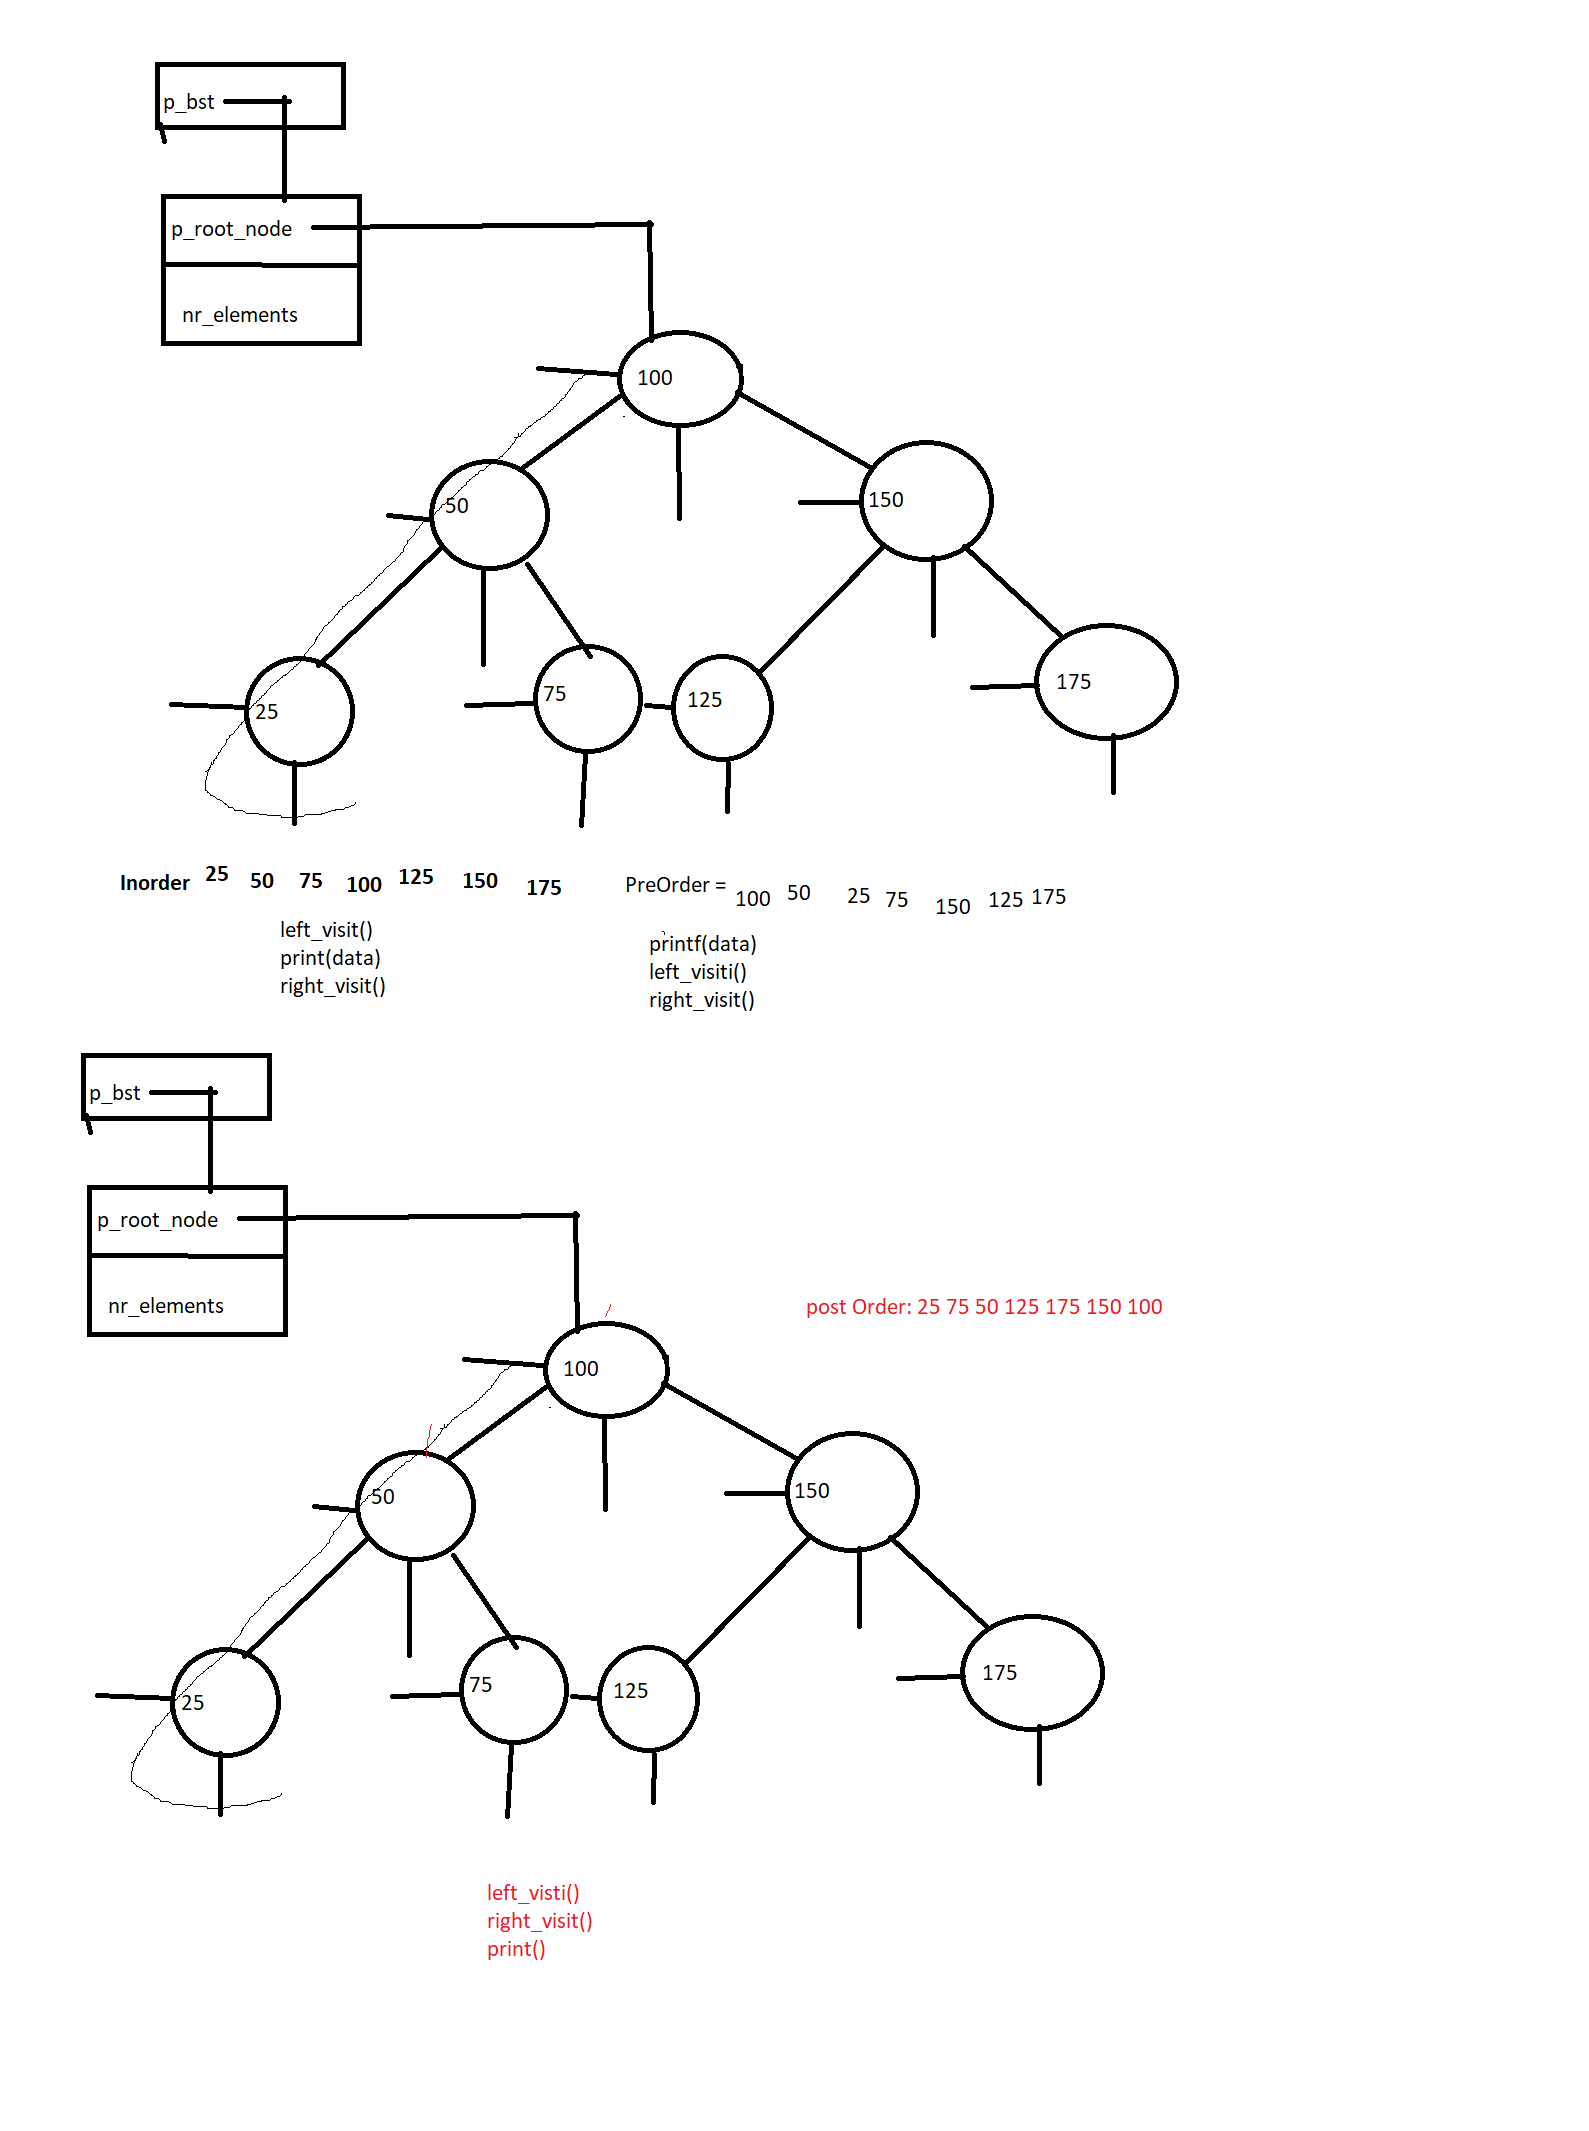 p_bst
p_root_node
nr_elements
100
50
150
25
75
125
175
Inorder 25 50 75 100 125 150 175
PreOrder = 100 50 25 75 150 125 175
left_visit()
print(data)
right_visit()
printf(data)
left_visiti()
right_visit()
p_bst
p_root_node
nr_elements
post Order: 25 75 50 125 175 150 100
100
50
150
25
75
125
175
left_visti()
right_visit()
print()